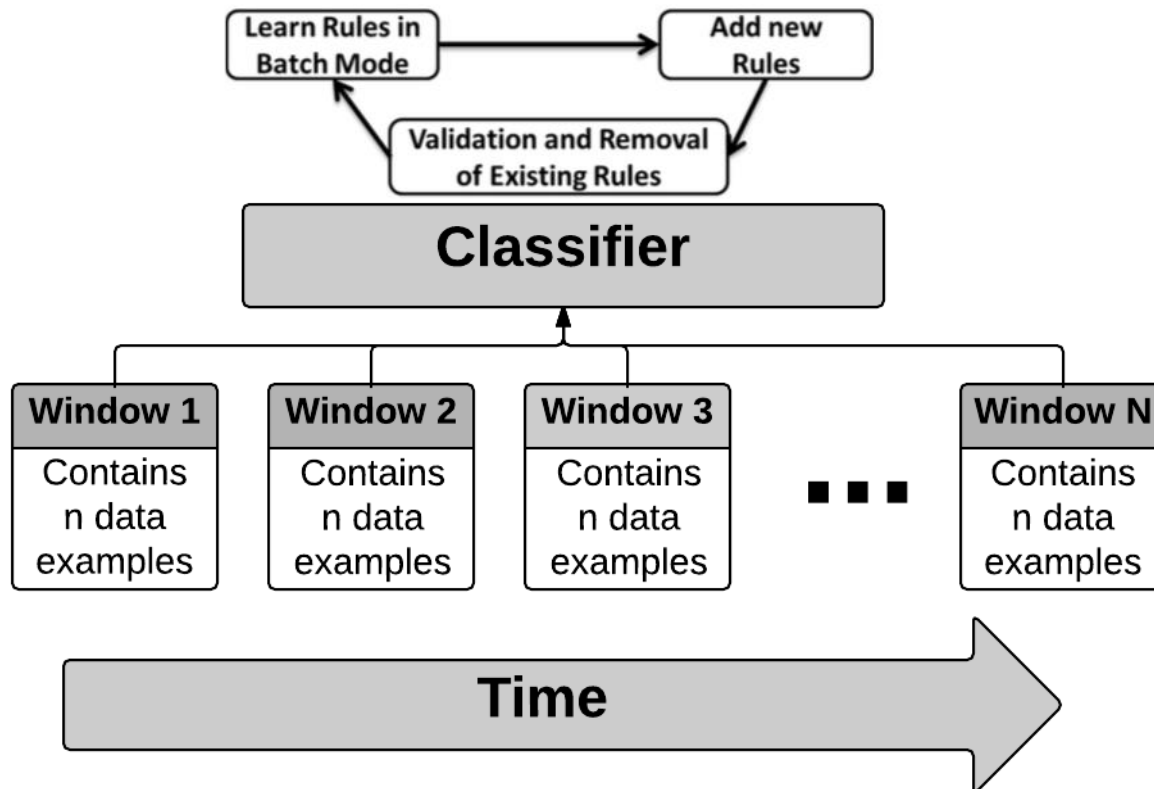 Learn Rules in
Batch Mode
Add new
Rules
Validation and Removal
of Existing Rules
Classifier
Window 1
Contains
n data
examples
Window 2
Contains
n data
examples
Window 3
Contains
n data
examples
Window N
Contains
n data
examples
Time